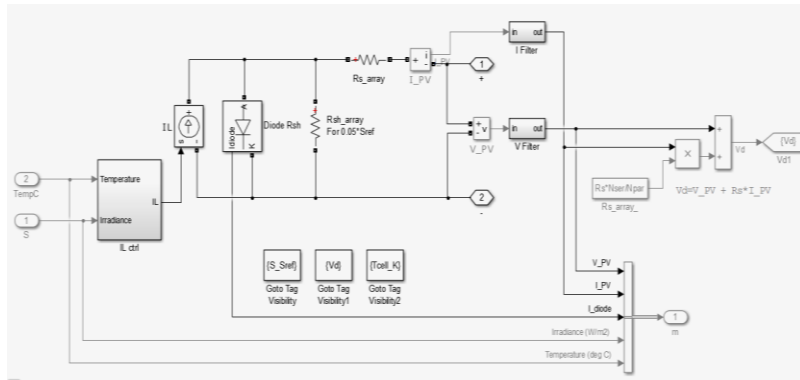 in out
I Filter
1
+
i
I_PV
Rs_array
IL
Diode Rsh
Idiode
A
K
Rsh_array
For 0.05*Sref
+
v
-
V_PV
in out
V Filter
+
+
Vd
{Vd}
Vd1
X
Rs*Nser/Npar
Rs_array_
Vd=V_PV + Rs*I_PV
2
TempC
1
S
Temperature
IL
Irradiance
IL ctrl
2
-
{S_Sref}
Goto Tag
Visibility
{Vd}
Goto Tag
Visibility1
{Tcell_K}
Goto Tag
Visibility2
V_PV
I_PV
I_diode
Irradiance (W/m2)
Temperature (deg C)
1
m